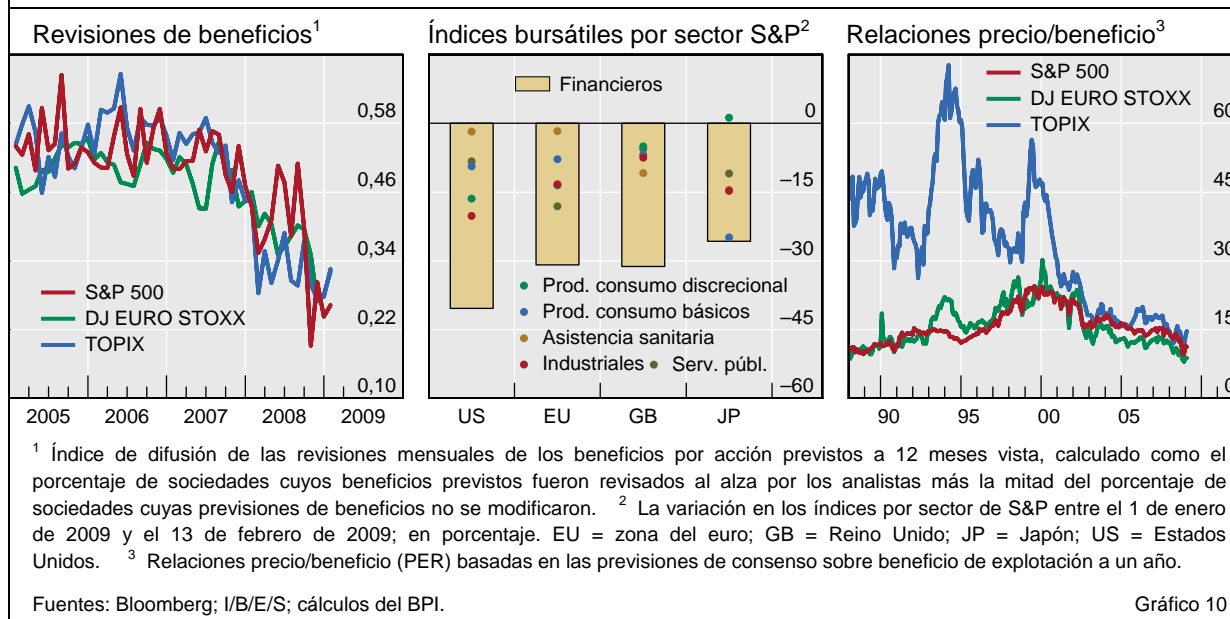 Revisiones de beneficios¹
0,58
0,46
0,34
0,22
0,10
S&P 500
DJ EURO STOXX
TOPIX
2005 2006 2007 2008 2009
Índices bursátiles por sector S&P²
Financieros
0
–15
–30
–45
–60
Prod. consumo discrecional
Prod. consumo básicos
Asistencia sanitaria
Industriales Serv. públ.
US EU GB JP
Relaciones precio/beneficio³
S&P 500
DJ EURO STOXX
TOPIX
60
45
30
15
0
90 95 00 05
¹ Índice de difusión de las revisiones mensuales de los beneficios por acción previstos a 12 meses vista, calculado como el
porcentaje de sociedades cuyos beneficios previstos fueron revisados al alza por los analistas más la mitad del porcentaje de
sociedades cuyas previsiones de beneficios no se modificaron. ² La variación en los índices por sector de S&P entre el 1 de enero
de 2009 y el 13 de febrero de 2009; en porcentaje. EU = zona del euro; GB = Reino Unido; JP = Japón; US = Estados
Unidos. ³ Relaciones precio/beneficio (PER) basadas en las previsiones de consenso sobre beneficio de explotación a un año.
Fuentes: Bloomberg; I/B/E/S; cálculos del BPI. Gráfico 10